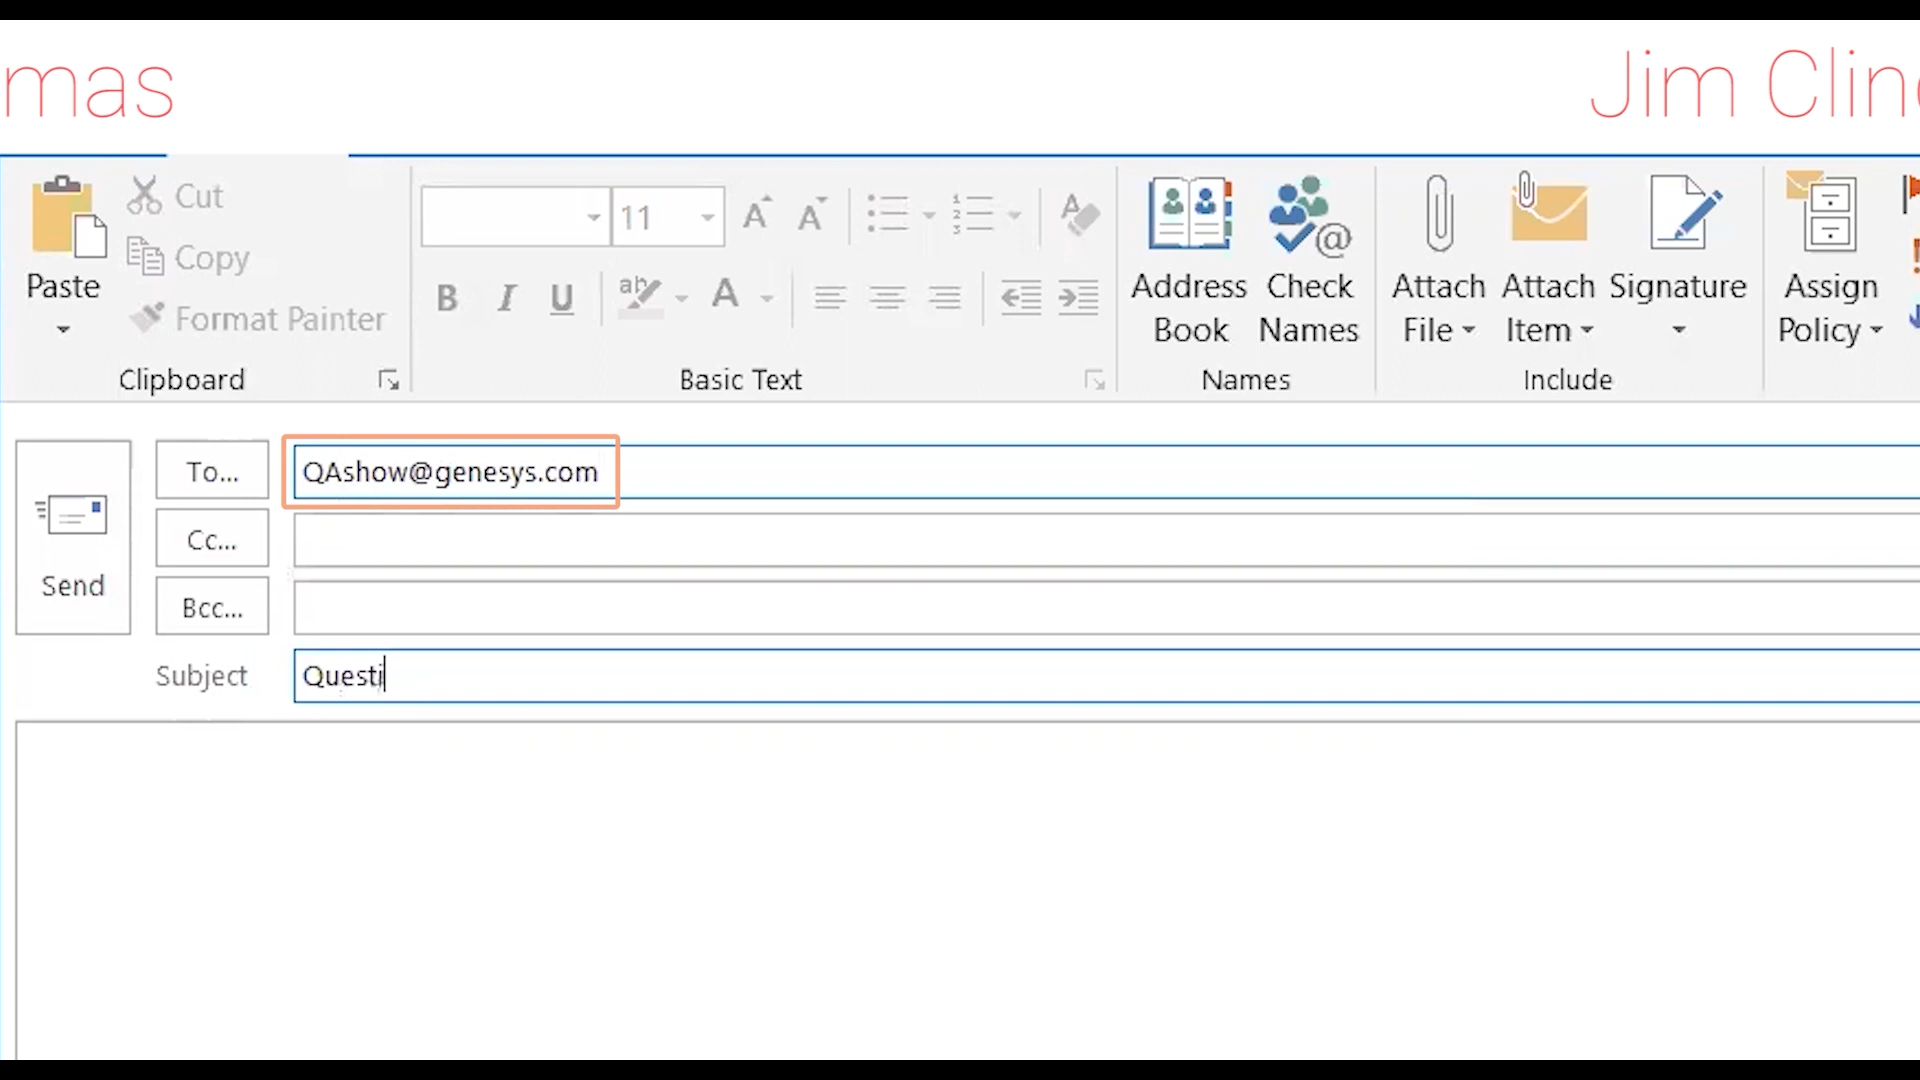 mas
Jim Clin
Cut
Copy
Format Painter
Paste
Clipboard
11
A A
B I U ab A
Basic Text
Address Book
Check Names
@
Names
Attach File
Attach Item
Signature
Include
Assign Policy
Send
To...
QAshow@genesys.com
Cc...
Bcc...
Subject
Questi